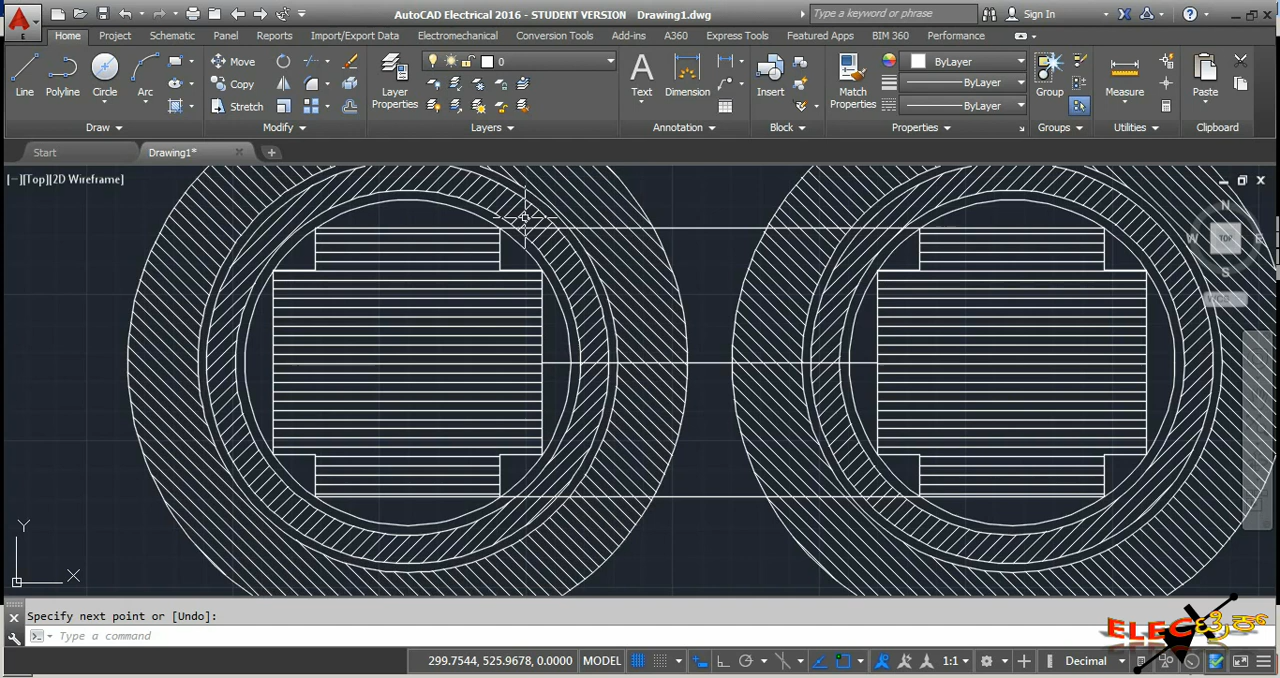 AutoCAD Electrical 2016 - STUDENT VERSION Drawing1.dwg
Type a keyword or phrase
Sign In
E
Home Project Schematic Panel Reports Import/Export Data Electromechanical Conversion Tools Add-ins A360 Express Tools Featured Apps BIM 360 Performance
Line Polyline Circle Arc
Move
Copy
Stretch
Layer Properties
0
Text Dimension
Insert
Match Properties
ByLayer
ByLayer
ByLayer
Group
Measure
Paste
Draw Modify Layers Annotation Block Properties Groups Utilities Clipboard
Start Drawing1*
[−][Top][2D Wireframe]
N
W TOP E
S
WCS
Y
X
Specify next point or [Undo]:
Type a command
299.7544, 525.9678, 0.0000 MODEL 1:1 Decimal